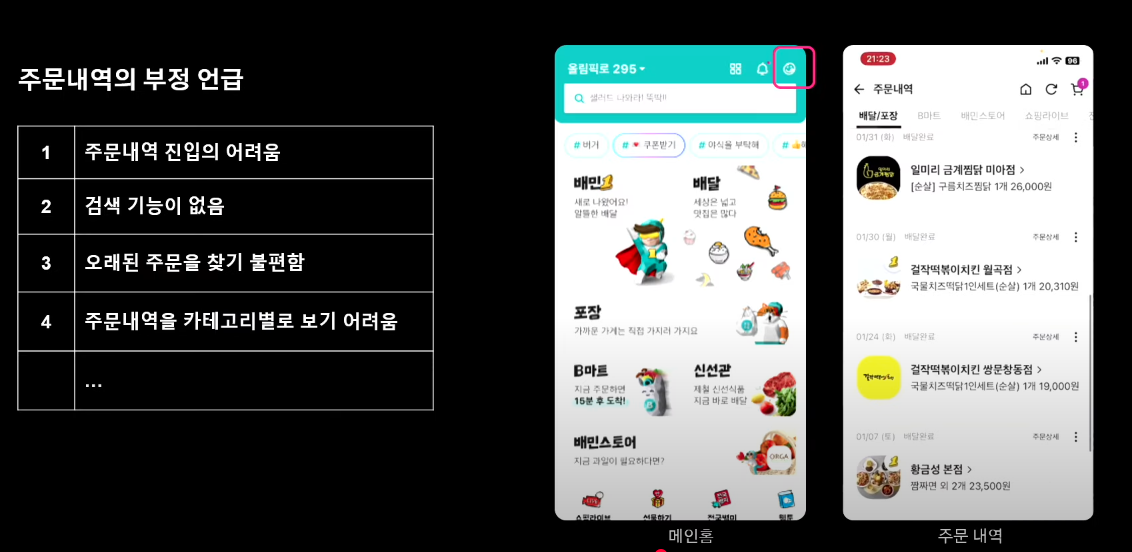 주문내역의 부정 언급
1 주문내역 진입의 어려움
2 검색 기능이 없음
3 오래된 주문을 찾기 불편함
4 주문내역을 카테고리별로 보기 어려움
...
올림픽로 295
샐러드 나와라! 뚝딱!!
# 버거
# 쿠폰받기
# 야식을 부탁해
#
배민1
새로 나왔어요!
알뜰한 배달
배달
세상은 넓고
맛집은 많다
포장
가까운 가게는 직접 가지러 가지요
B마트
지금 주문하면
15분 후 도착!
신선관
제철 신선식품
지금 바로 배달
배민스토어
지금 과일이 필요하다면?
ORGA
LIVE
쇼핑라이브
선물하기
전국별미
웹툰
메인홈
21:23
96
주문내역
1
배달/포장 B마트 배민스토어 쇼핑라이브
01/31 (화) 배달완료 주문상세
일미리 금계찜닭 미아점 >
[순살] 구름치즈찜닭 1개 26,000원
01/30 (월) 배달완료 주문상세
걸작떡볶이치킨 월곡점 >
국물치즈떡닭1인세트(순살) 1개 20,310원
01/24 (화) 배달완료 주문상세
걸작떡볶이치킨 쌍문창동점 >
국물치즈떡닭1인세트(순살) 1개 19,000원
01/07 (토) 배달완료 주문상세
황금성 본점 >
짬짜면 외 2개 23,500원
주문 내역